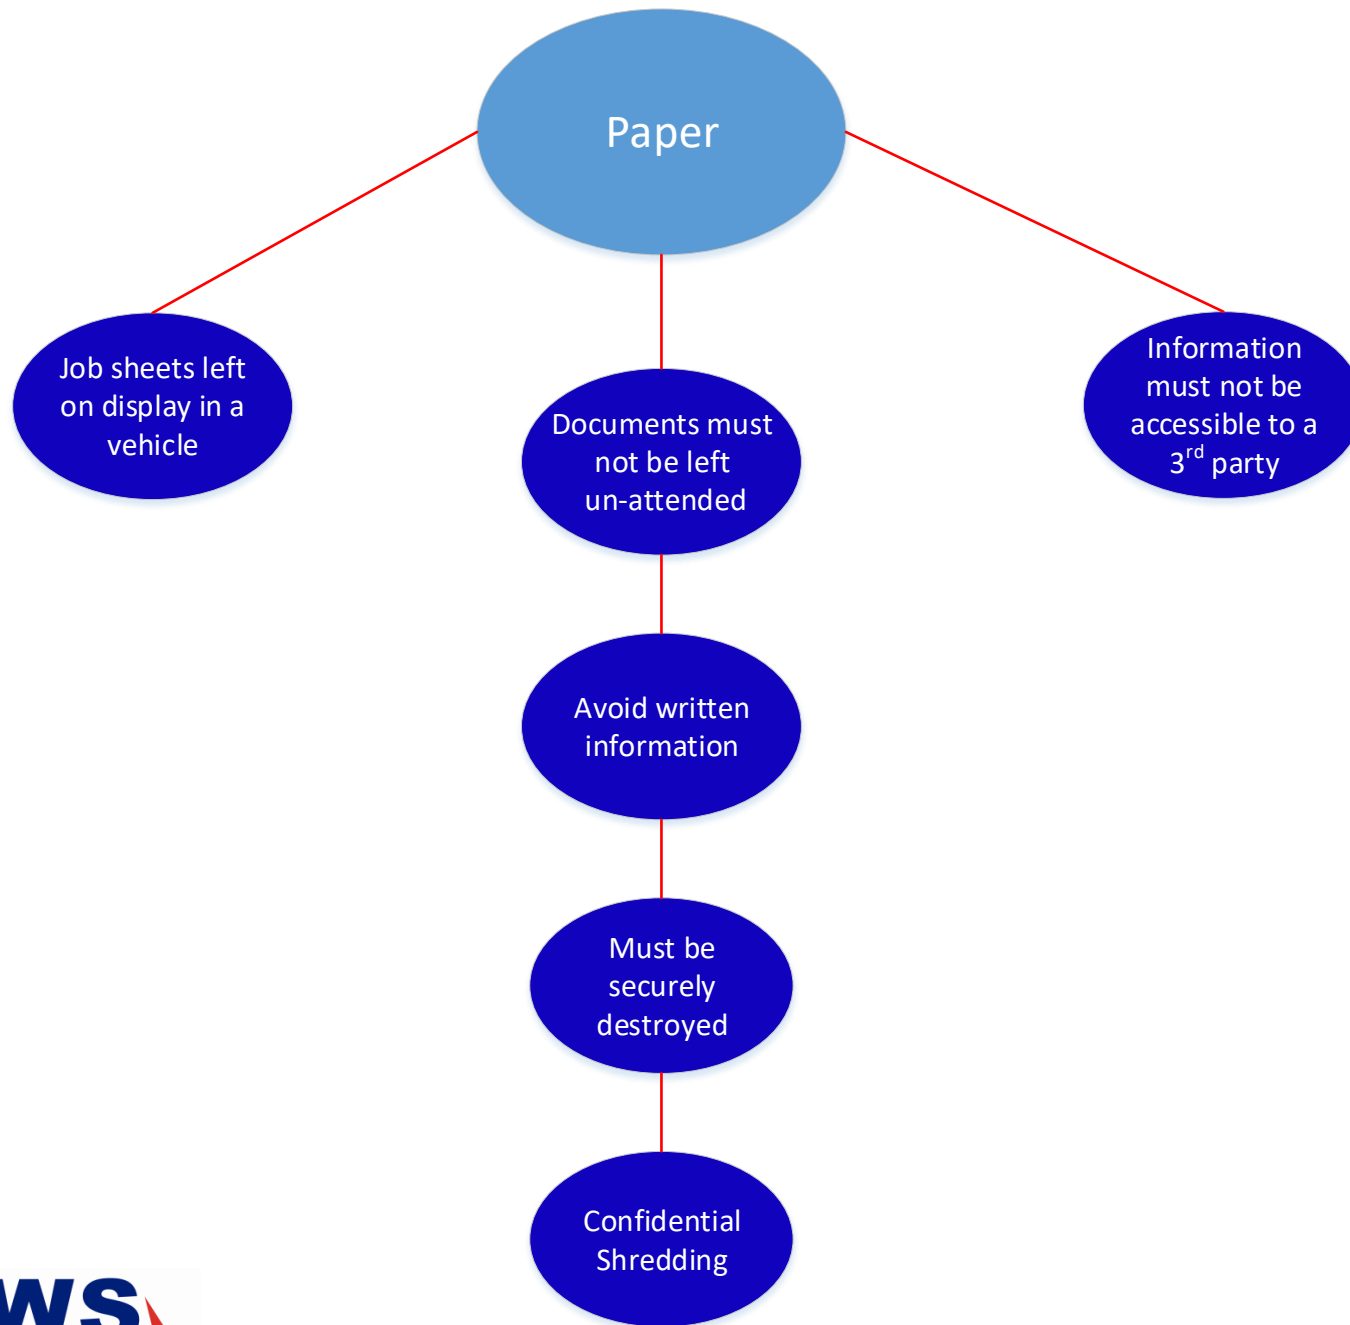 Paper
Job sheets left
on display in a
vehicle
Documents must
not be left
un-attended
Information
must not be
accessible to a
3rd party
Avoid written
information
Must be
securely
destroyed
Confidential
Shredding
ws